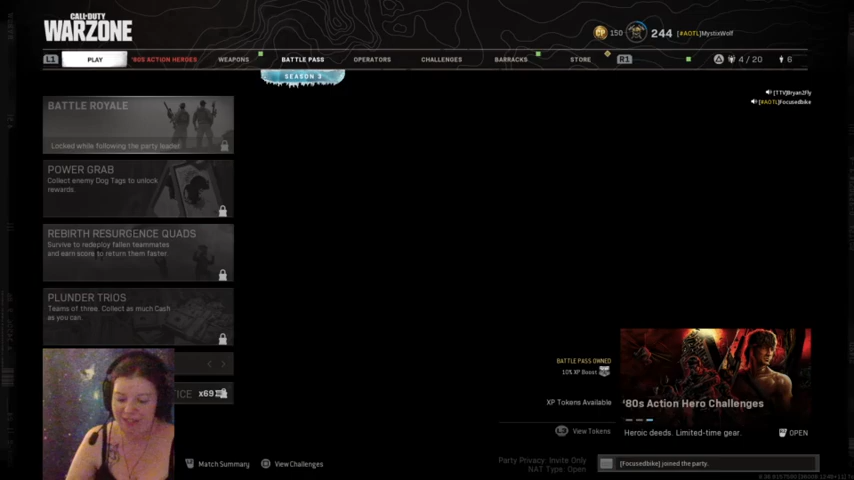 CALL OF DUTY
WARZONE
CP 150 244 [#AOTL]MystixWolf
L1 PLAY '80S ACTION HEROES WEAPONS BATTLE PASS OPERATORS CHALLENGES BARRACKS STORE R1 4 / 20 6
SEASON 3
[TTV]Bryan2Fly
[#AOTL]Focusedbike
BATTLE ROYALE
Locked while following the party leader.
POWER GRAB
Collect enemy Dog Tags to unlock
rewards.
REBIRTH RESURGENCE QUADS
Survive to redeploy fallen teammates
and earn score to return them faster.
PLUNDER TRIOS
Teams of three. Collect as much Cash
as you can.
TICE x69
BATTLE PASS OWNED
10% XP Boost
XP Tokens Available
View Tokens
'80s Action Hero Challenges
Heroic deeds. Limited-time gear.
OPEN
Match Summary View Challenges
Party Privacy: Invite Only
NAT Type: Open
[Focusedbike] joined the party.